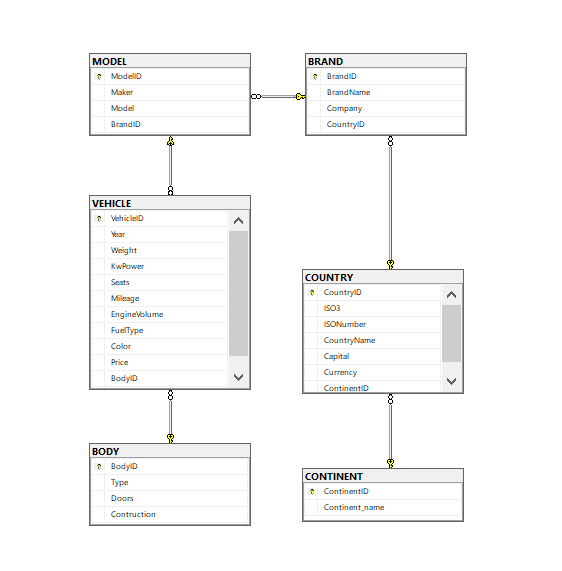 MODEL
ModelID
Maker
Model
BrandID
BRAND
BrandID
BrandName
Company
CountryID
VEHICLE
VehicleID
Year
Weight
KwPower
Seats
Mileage
EngineVolume
FuelType
Color
Price
BodyID
COUNTRY
CountryID
ISO3
ISONumber
CountryName
Capital
Currency
ContinentID
BODY
BodyID
Type
Doors
Contruction
CONTINENT
ContinentID
Continent_name